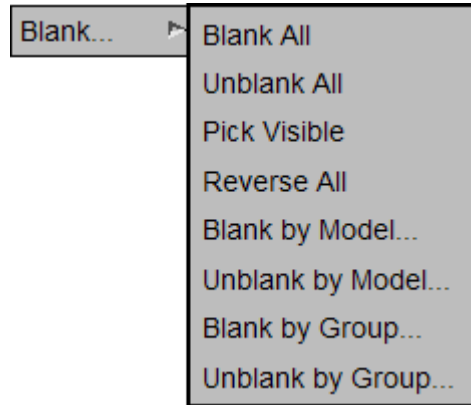 Blank...
Blank All
Unblank All
Pick Visible
Reverse All
Blank by Model...
Unblank by Model...
Blank by Group...
Unblank by Group...